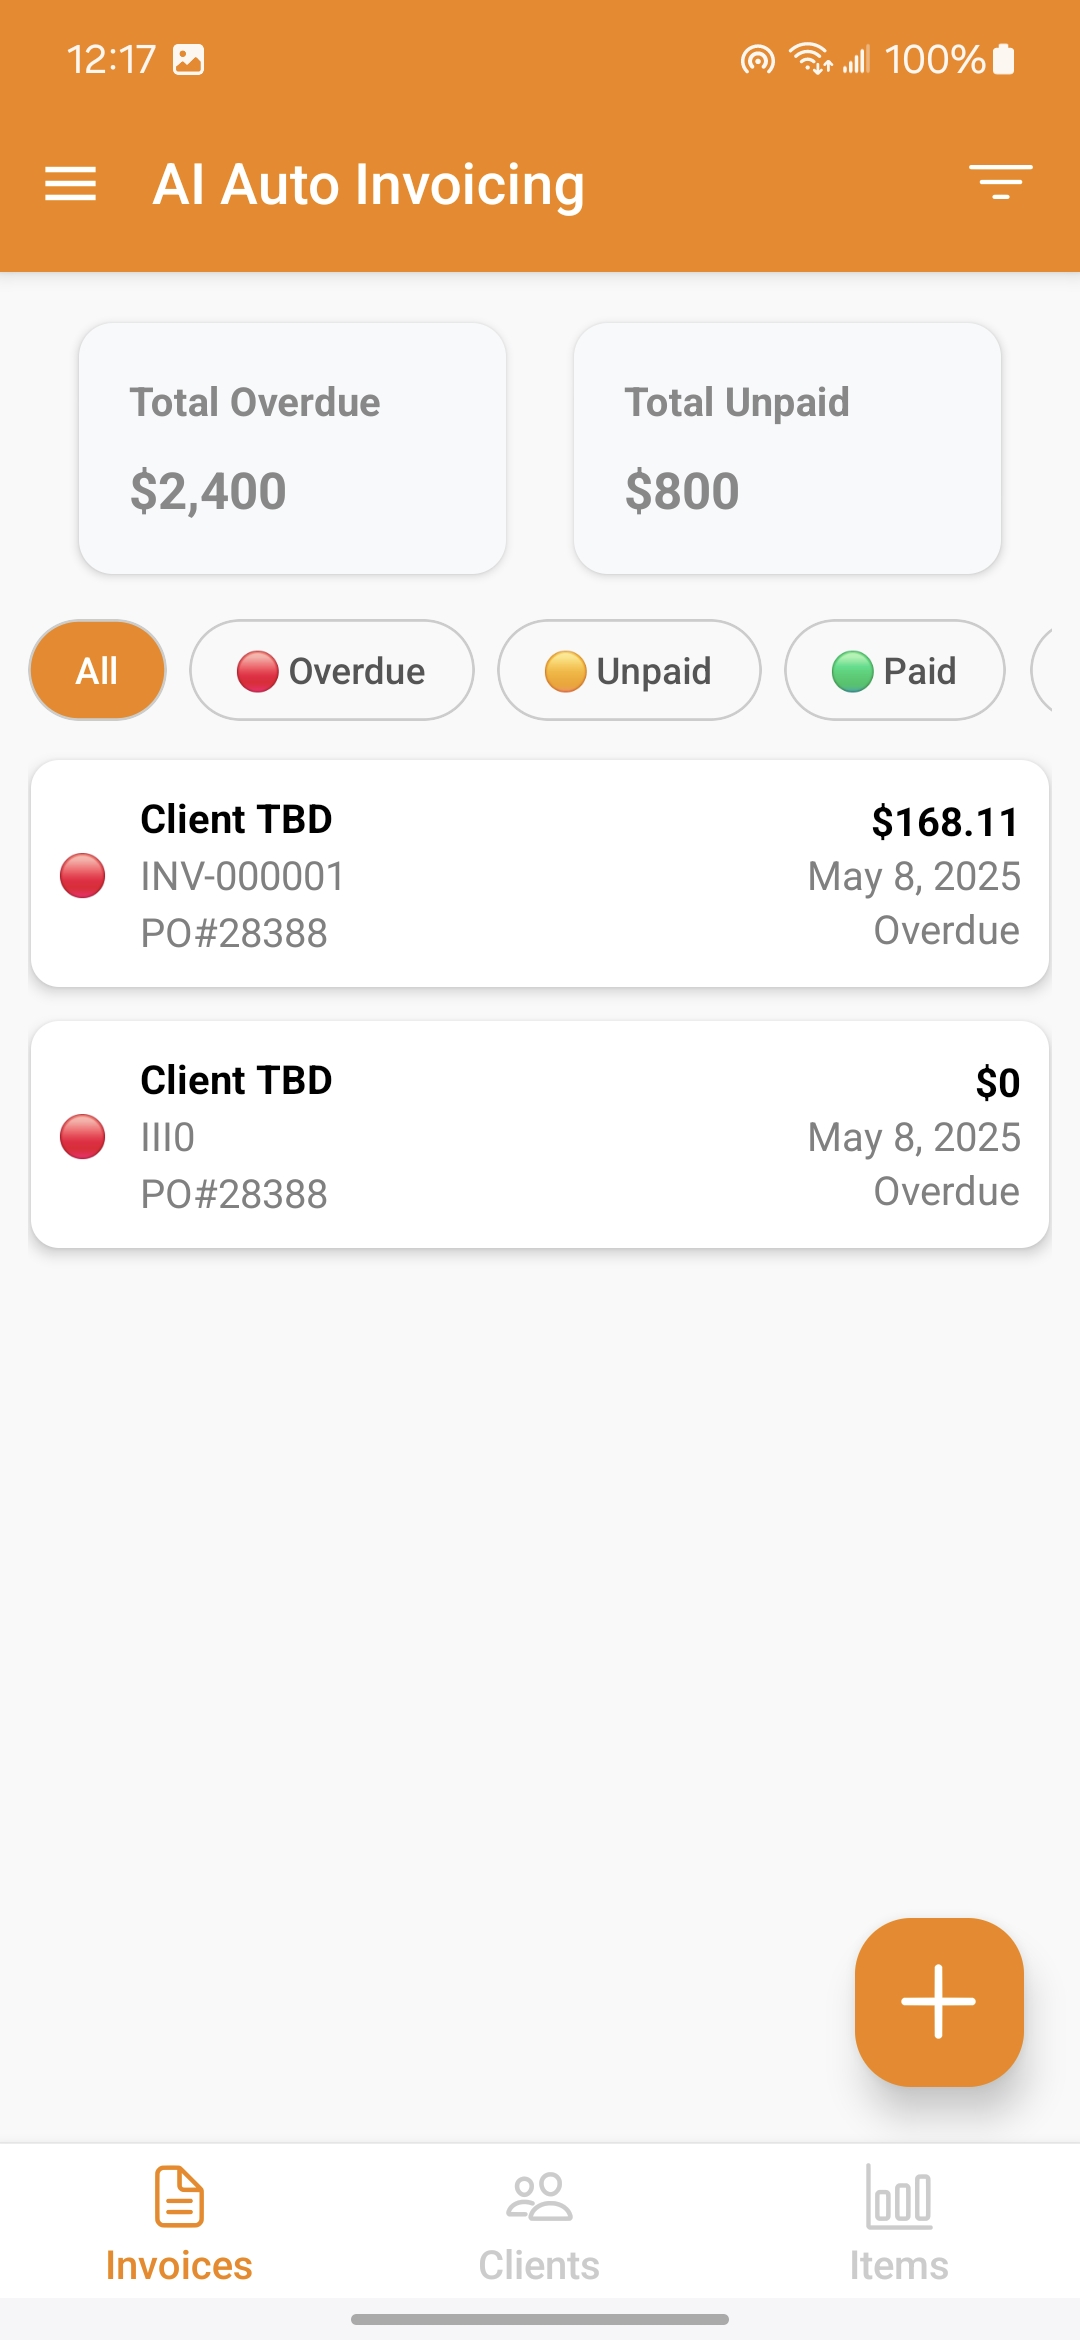 12:17 100%
AI Auto Invoicing
Total Overdue
$2,400
Total Unpaid
$800
All Overdue Unpaid Paid
Client TBD $168.11
INV-000001 May 8, 2025
PO#28388 Overdue
Client TBD $0
III0 May 8, 2025
PO#28388 Overdue
Invoices Clients Items